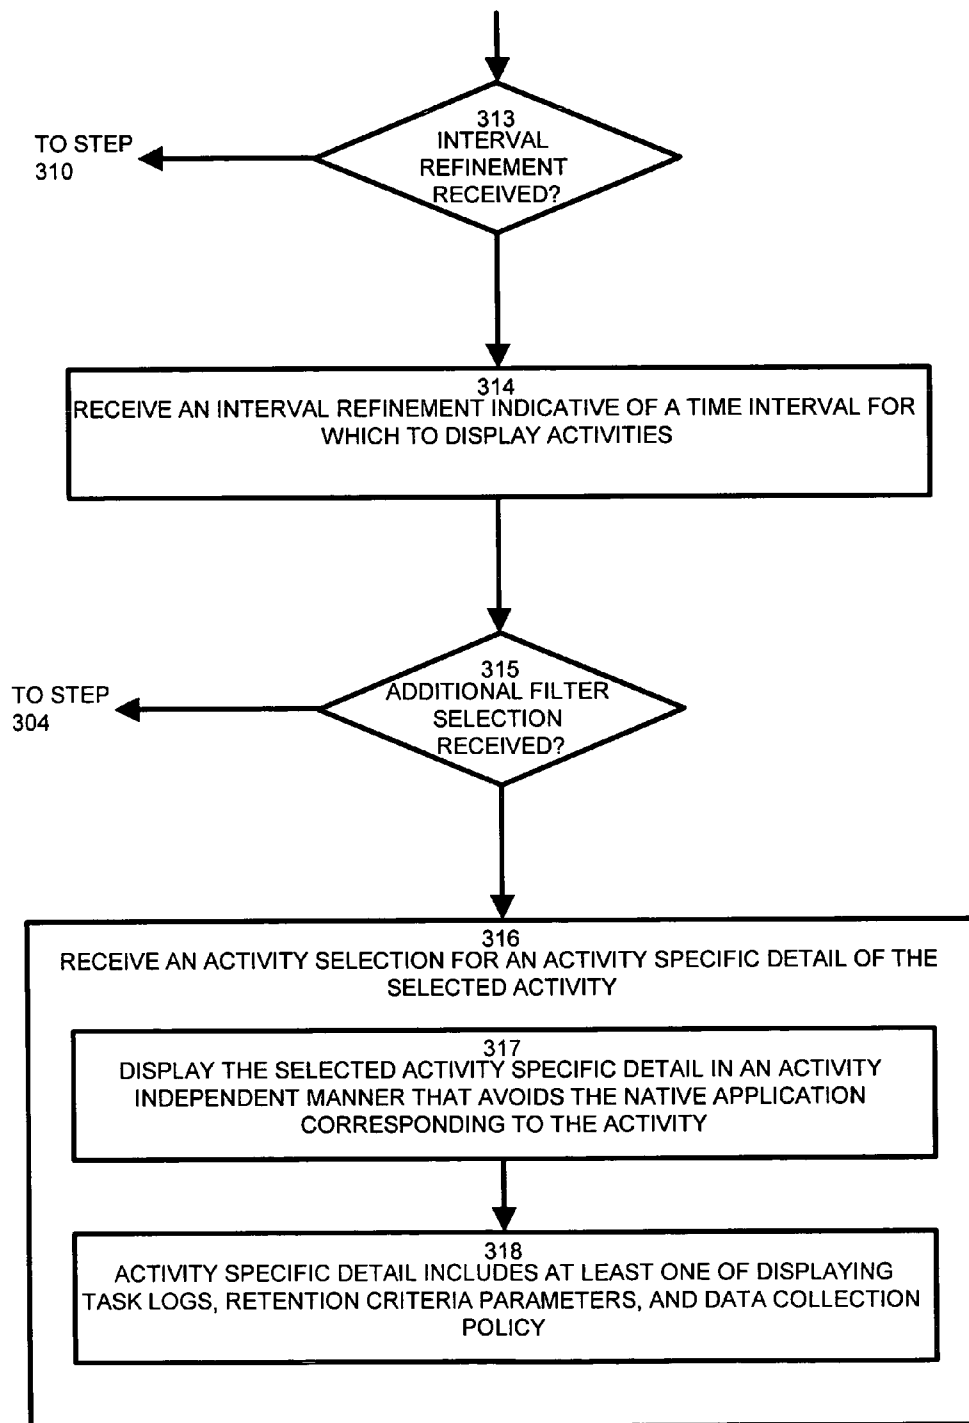 313
INTERVAL
REFINEMENT
RECEIVED?
TO STEP
310
314
RECEIVE AN INTERVAL REFINEMENT INDICATIVE OF A TIME INTERVAL FOR
WHICH TO DISPLAY ACTIVITIES
315
ADDITIONAL FILTER
SELECTION
RECEIVED?
TO STEP
304
316
RECEIVE AN ACTIVITY SELECTION FOR AN ACTIVITY SPECIFIC DETAIL OF THE
SELECTED ACTIVITY
317
DISPLAY THE SELECTED ACTIVITY SPECIFIC DETAIL IN AN ACTIVITY
INDEPENDENT MANNER THAT AVOIDS THE NATIVE APPLICATION
CORRESPONDING TO THE ACTIVITY
318
ACTIVITY SPECIFIC DETAIL INCLUDES AT LEAST ONE OF DISPLAYING
TASK LOGS, RETENTION CRITERIA PARAMETERS, AND DATA COLLECTION
POLICY